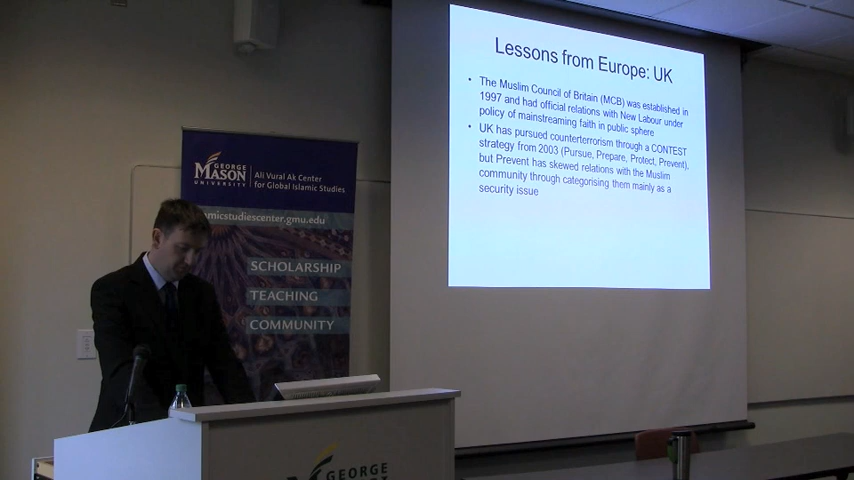 Lessons from Europe: UK
• The Muslim Council of Britain (MCB) was established in
1997 and had official relations with New Labour under
policy of mainstreaming faith in public sphere
• UK has pursued counterterrorism through a CONTEST
strategy from 2003 (Pursue, Prepare, Protect, Prevent),
but Prevent has skewed relations with the Muslim
community through categorising them mainly as a
security issue
GEORGE
MASON
UNIVERSITY
Ali Vural Ak Center
for Global Islamic Studies
amicstudiescenter.gmu.edu
SCHOLARSHIP
TEACHING
COMMUNITY
GEORGE